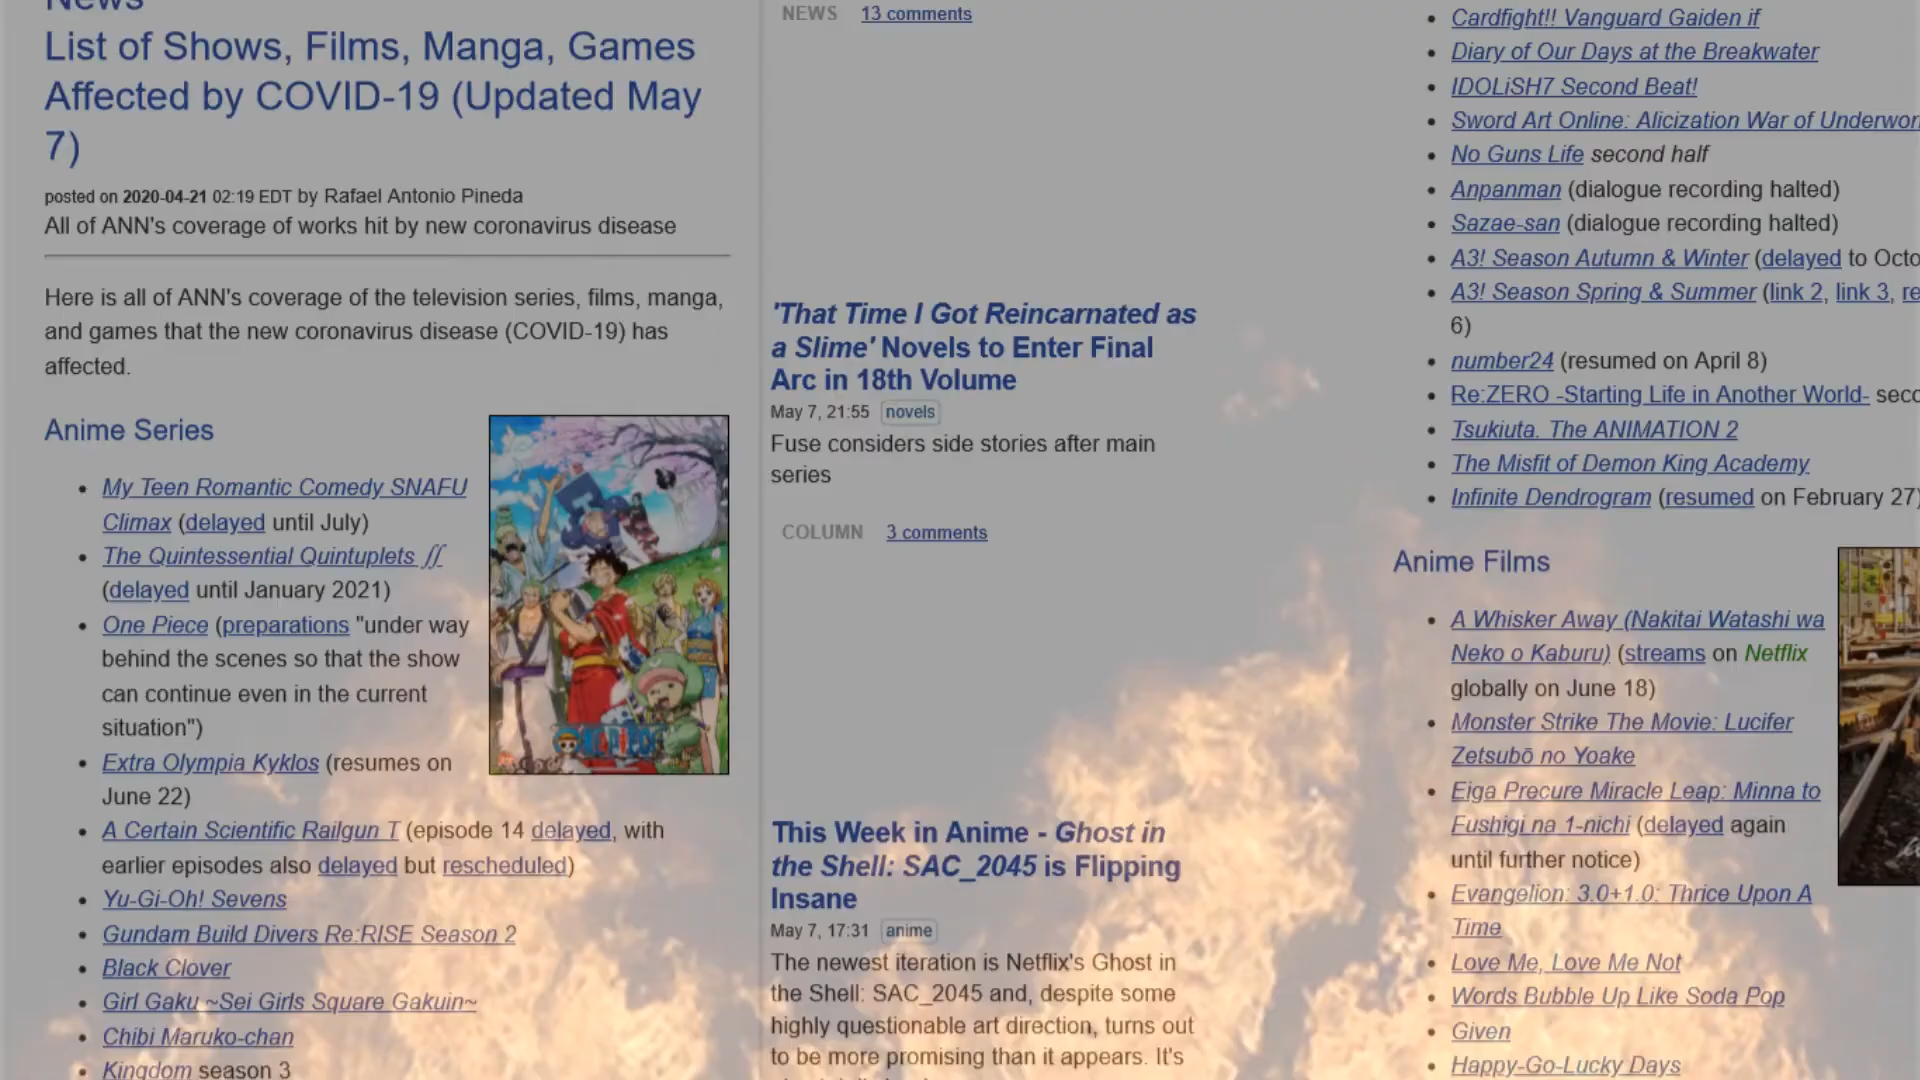 News
List of Shows, Films, Manga, Games
Affected by COVID-19 (Updated May
7)
posted on 2020-04-21 02:19 EDT by Rafael Antonio Pineda
All of ANN's coverage of works hit by new coronavirus disease
Here is all of ANN's coverage of the television series, films, manga,
and games that the new coronavirus disease (COVID-19) has
affected.
Anime Series
My Teen Romantic Comedy SNAFU
Climax (delayed until July)
The Quintessential Quintuplets ∬
(delayed until January 2021)
One Piece (preparations "under way
behind the scenes so that the show
can continue even in the current
situation")
Extra Olympia Kyklos (resumes on
June 22)
A Certain Scientific Railgun T (episode 14 delayed, with
earlier episodes also delayed but rescheduled)
Yu-Gi-Oh! Sevens
Gundam Build Divers Re:RISE Season 2
Black Clover
Girl Gaku ~Sei Girls Square Gakuin~
Chibi Maruko-chan
Kingdom season 3
ONE PIECE
NEWS 13 comments
'That Time I Got Reincarnated as
a Slime' Novels to Enter Final
Arc in 18th Volume
May 7, 21:55 novels
Fuse considers side stories after main
series
COLUMN 3 comments
This Week in Anime - Ghost in
the Shell: SAC_2045 is Flipping
Insane
May 7, 17:31 anime
The newest iteration is Netflix's Ghost in
the Shell: SAC_2045 and, despite some
highly questionable art direction, turns out
to be more promising than it appears. It's
Cardfight!! Vanguard Gaiden if
Diary of Our Days at the Breakwater
IDOLiSH7 Second Beat!
Sword Art Online: Alicization War of Underwor
No Guns Life second half
Anpanman (dialogue recording halted)
Sazae-san (dialogue recording halted)
A3! Season Autumn & Winter (delayed to Octo
A3! Season Spring & Summer (link 2, link 3, re
6)
number24 (resumed on April 8)
Re:ZERO -Starting Life in Another World- seco
Tsukiuta. The ANIMATION 2
The Misfit of Demon King Academy
Infinite Dendrogram (resumed on February 27)
Anime Films
A Whisker Away (Nakitai Watashi wa
Neko o Kaburu) (streams on Netflix
globally on June 18)
Monster Strike The Movie: Lucifer
Zetsubō no Yoake
Eiga Precure Miracle Leap: Minna to
Fushigi na 1-nichi (delayed again
until further notice)
Evangelion: 3.0+1.0: Thrice Upon A
Time
Love Me, Love Me Not
Words Bubble Up Like Soda Pop
Given
Happy-Go-Lucky Days